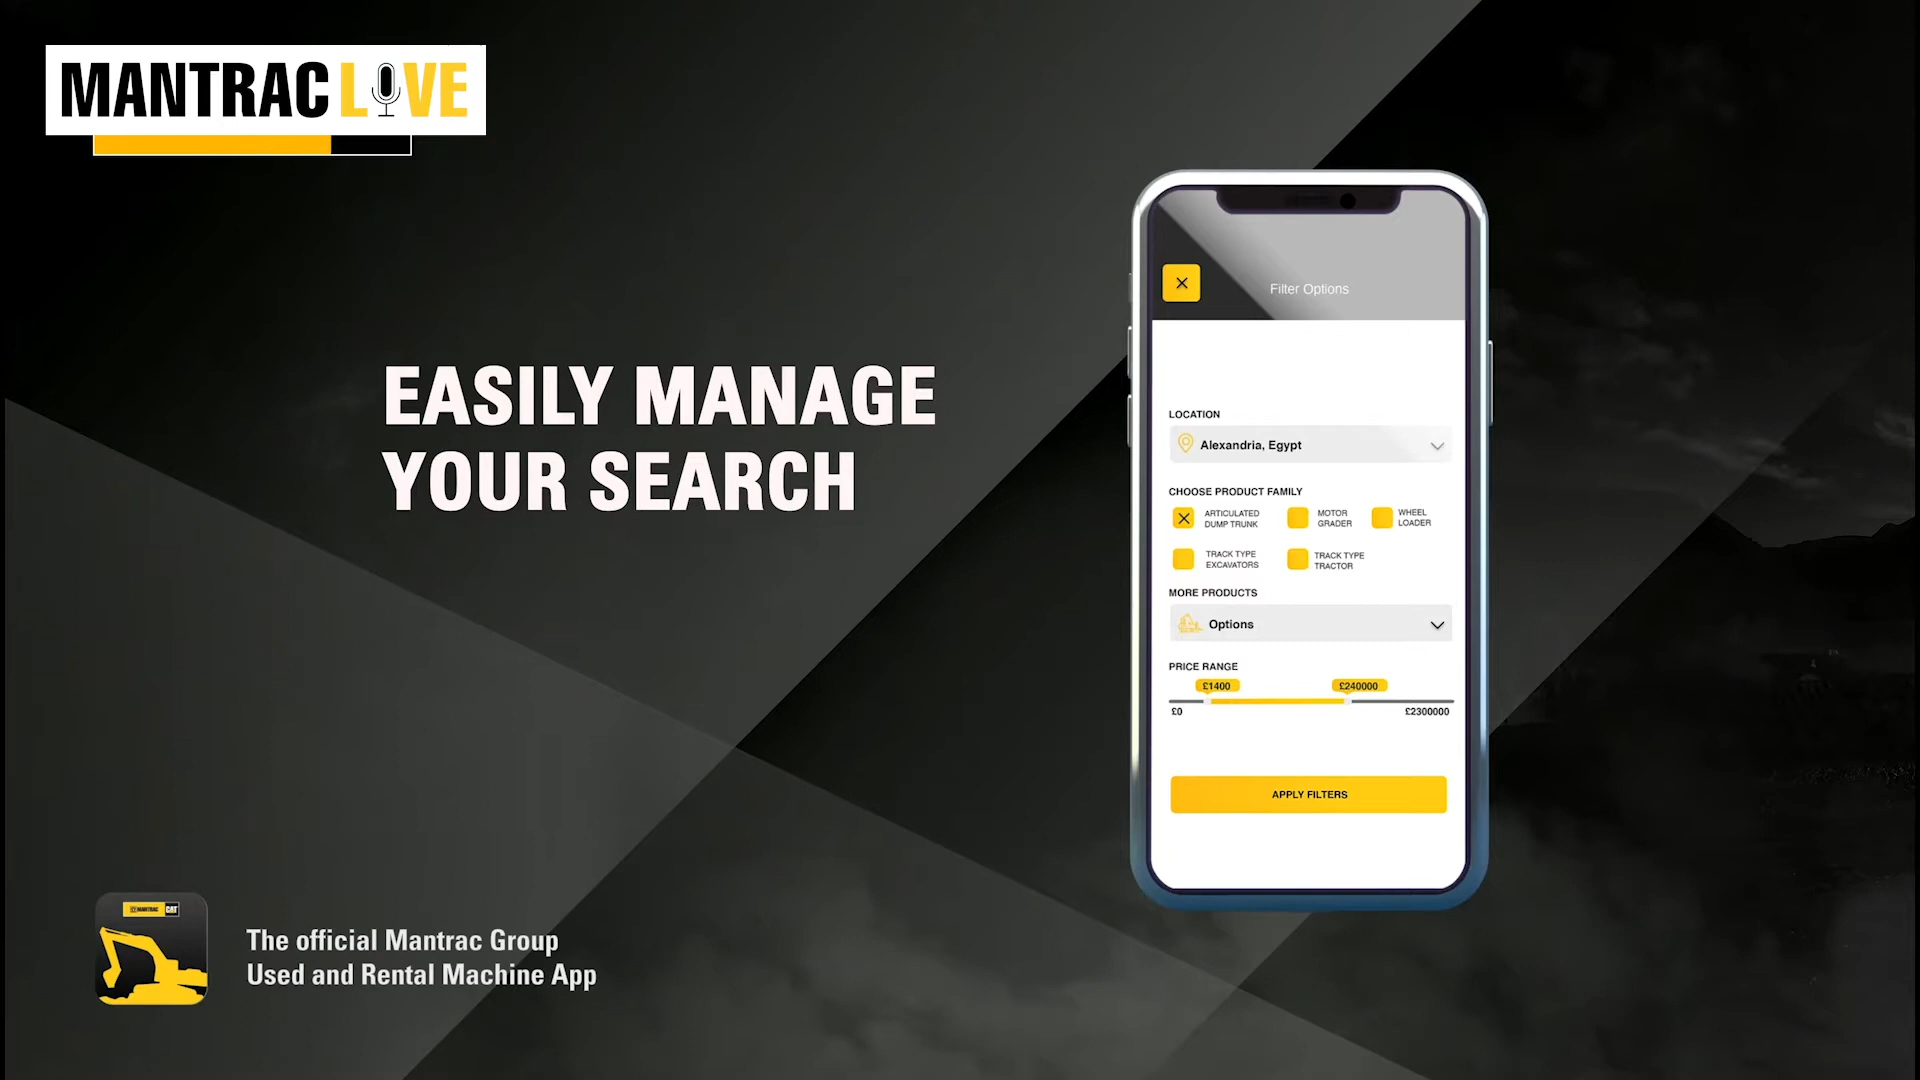 MANTRAC LIVE
EASILY MANAGE
YOUR SEARCH
Filter Options
LOCATION
Alexandria, Egypt
CHOOSE PRODUCT FAMILY
ARTICULATED
DUMP TRUNK
MOTOR
GRADER
WHEEL
LOADER
TRACK TYPE
EXCAVATORS
TRACK TYPE
TRACTOR
MORE PRODUCTS
Options
PRICE RANGE
£1400
£240000
£0
£2300000
APPLY FILTERS
MANTRAC CAT
The official Mantrac Group
Used and Rental Machine App